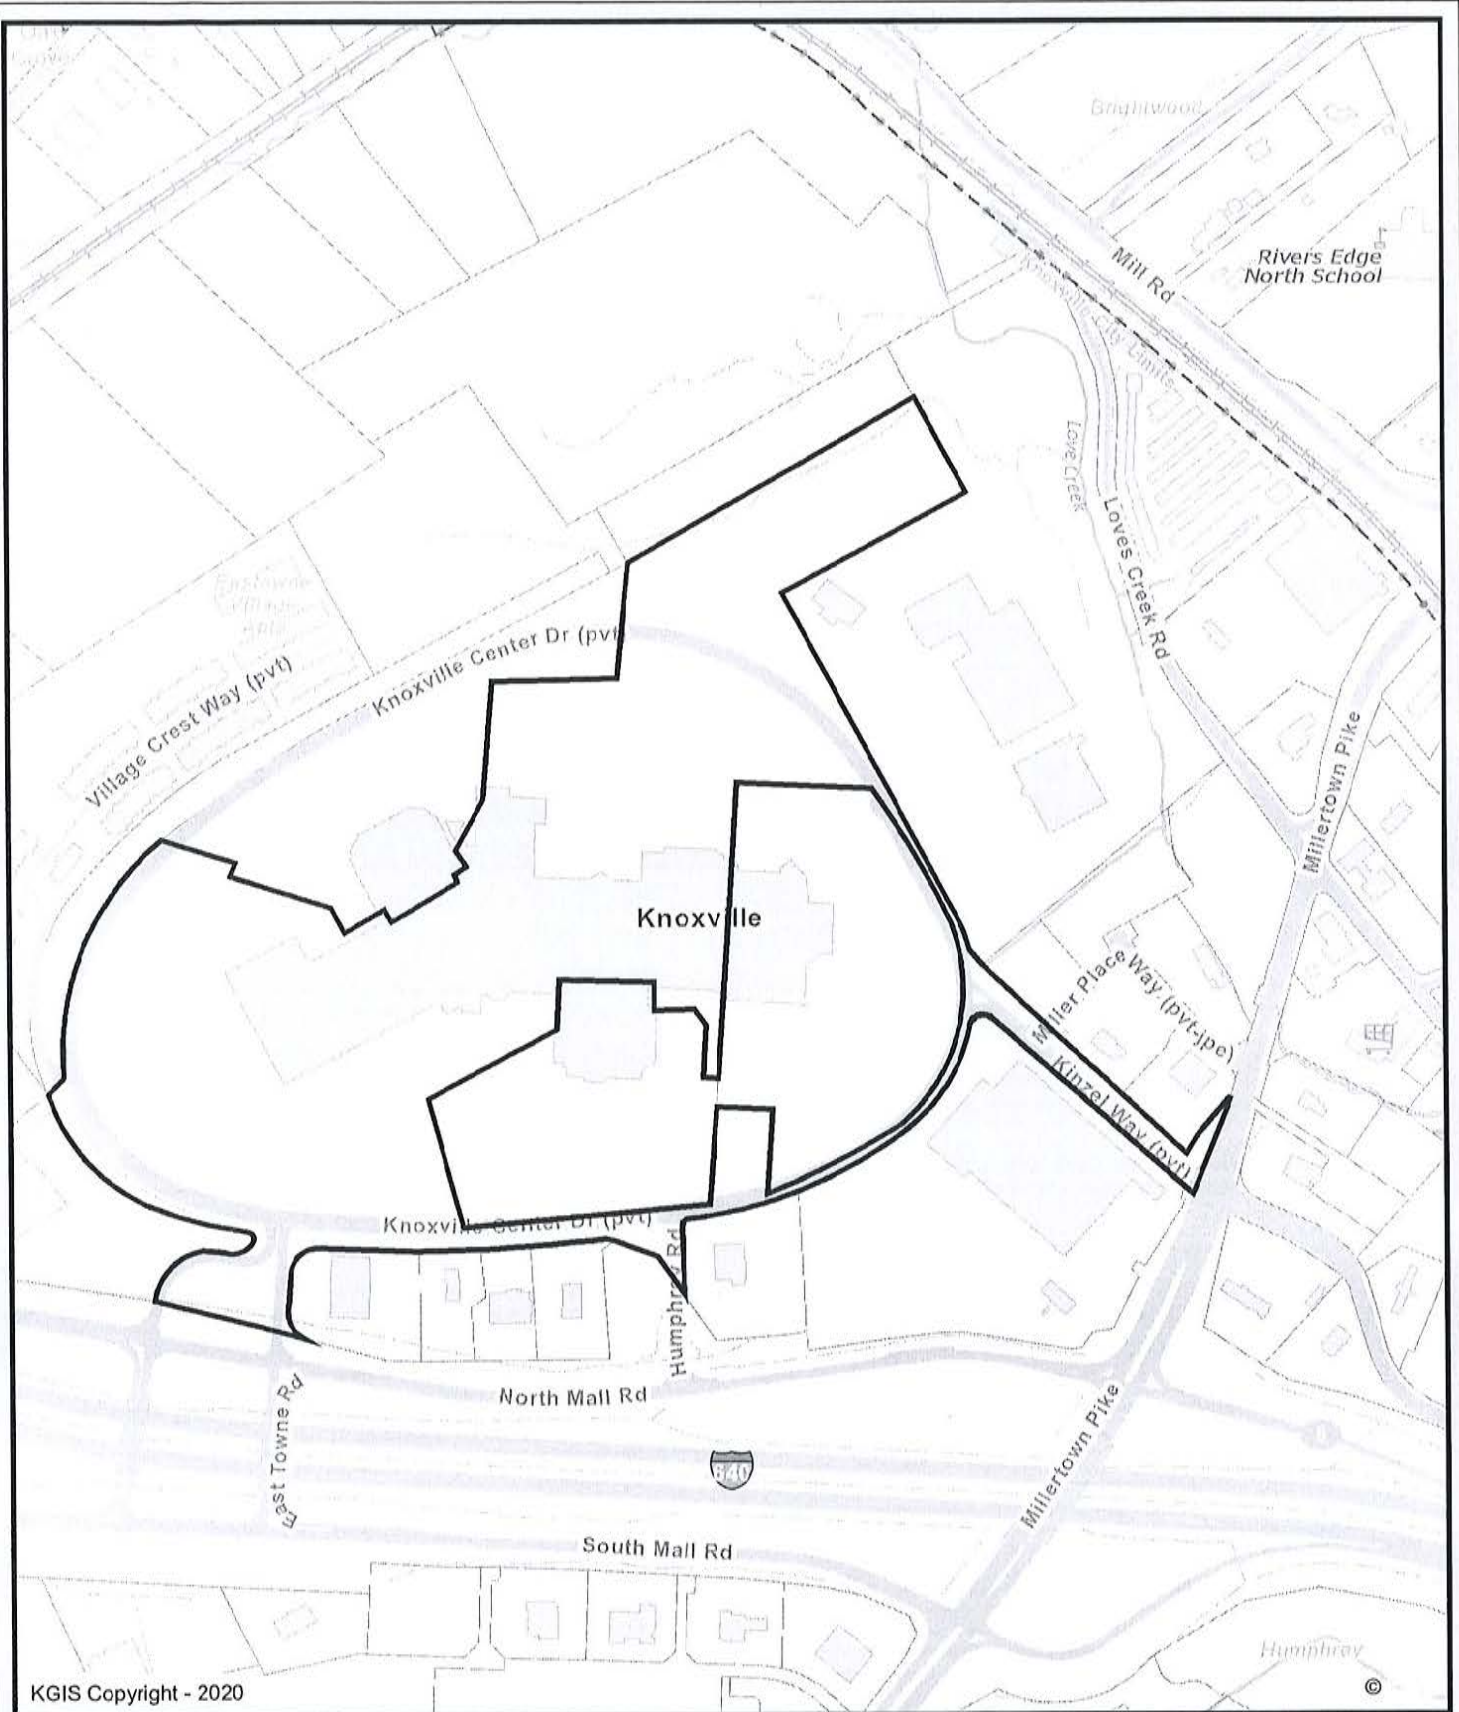 Brightwood
Mill Rd
Rivers Edge
North School
Knoxville City Limits
Love Creek
Loves Creek Rd
Village
Knoxville Center Dr (pvt
Village Crest Way (pvt)
Millertown Pike
Knoxville
Miller Place Way (pvt-jpe)
Kinzel Way (pvt)
Knoxville Center Dr (pvt)
Humphrey Rd
North Mall Rd
East Towne Rd
640
Millertown Pike
South Mall Rd
Humphrey
KGIS Copyright - 2020
©